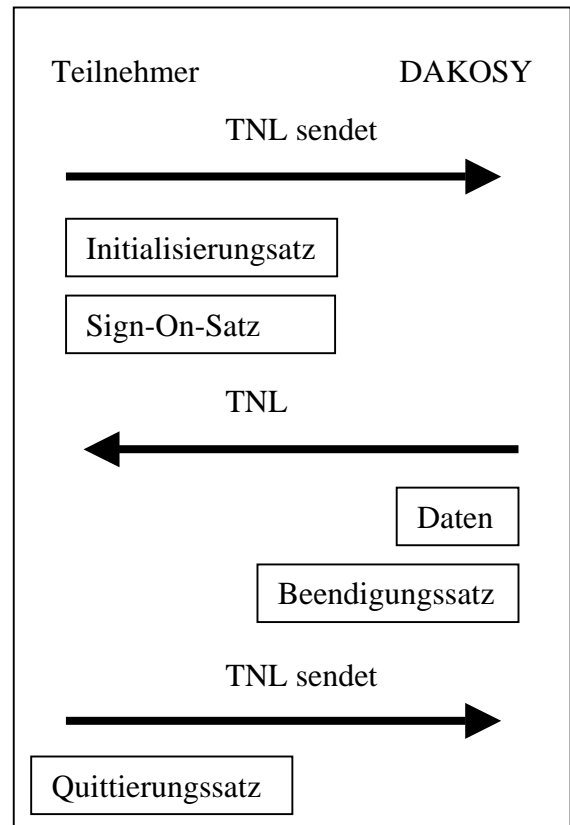 Teilnehmer DAKOSY
TNL sendet
Initialisierungsatz
Sign-On-Satz
TNL
Daten
Beendigungssatz
TNL sendet
Quittierungssatz